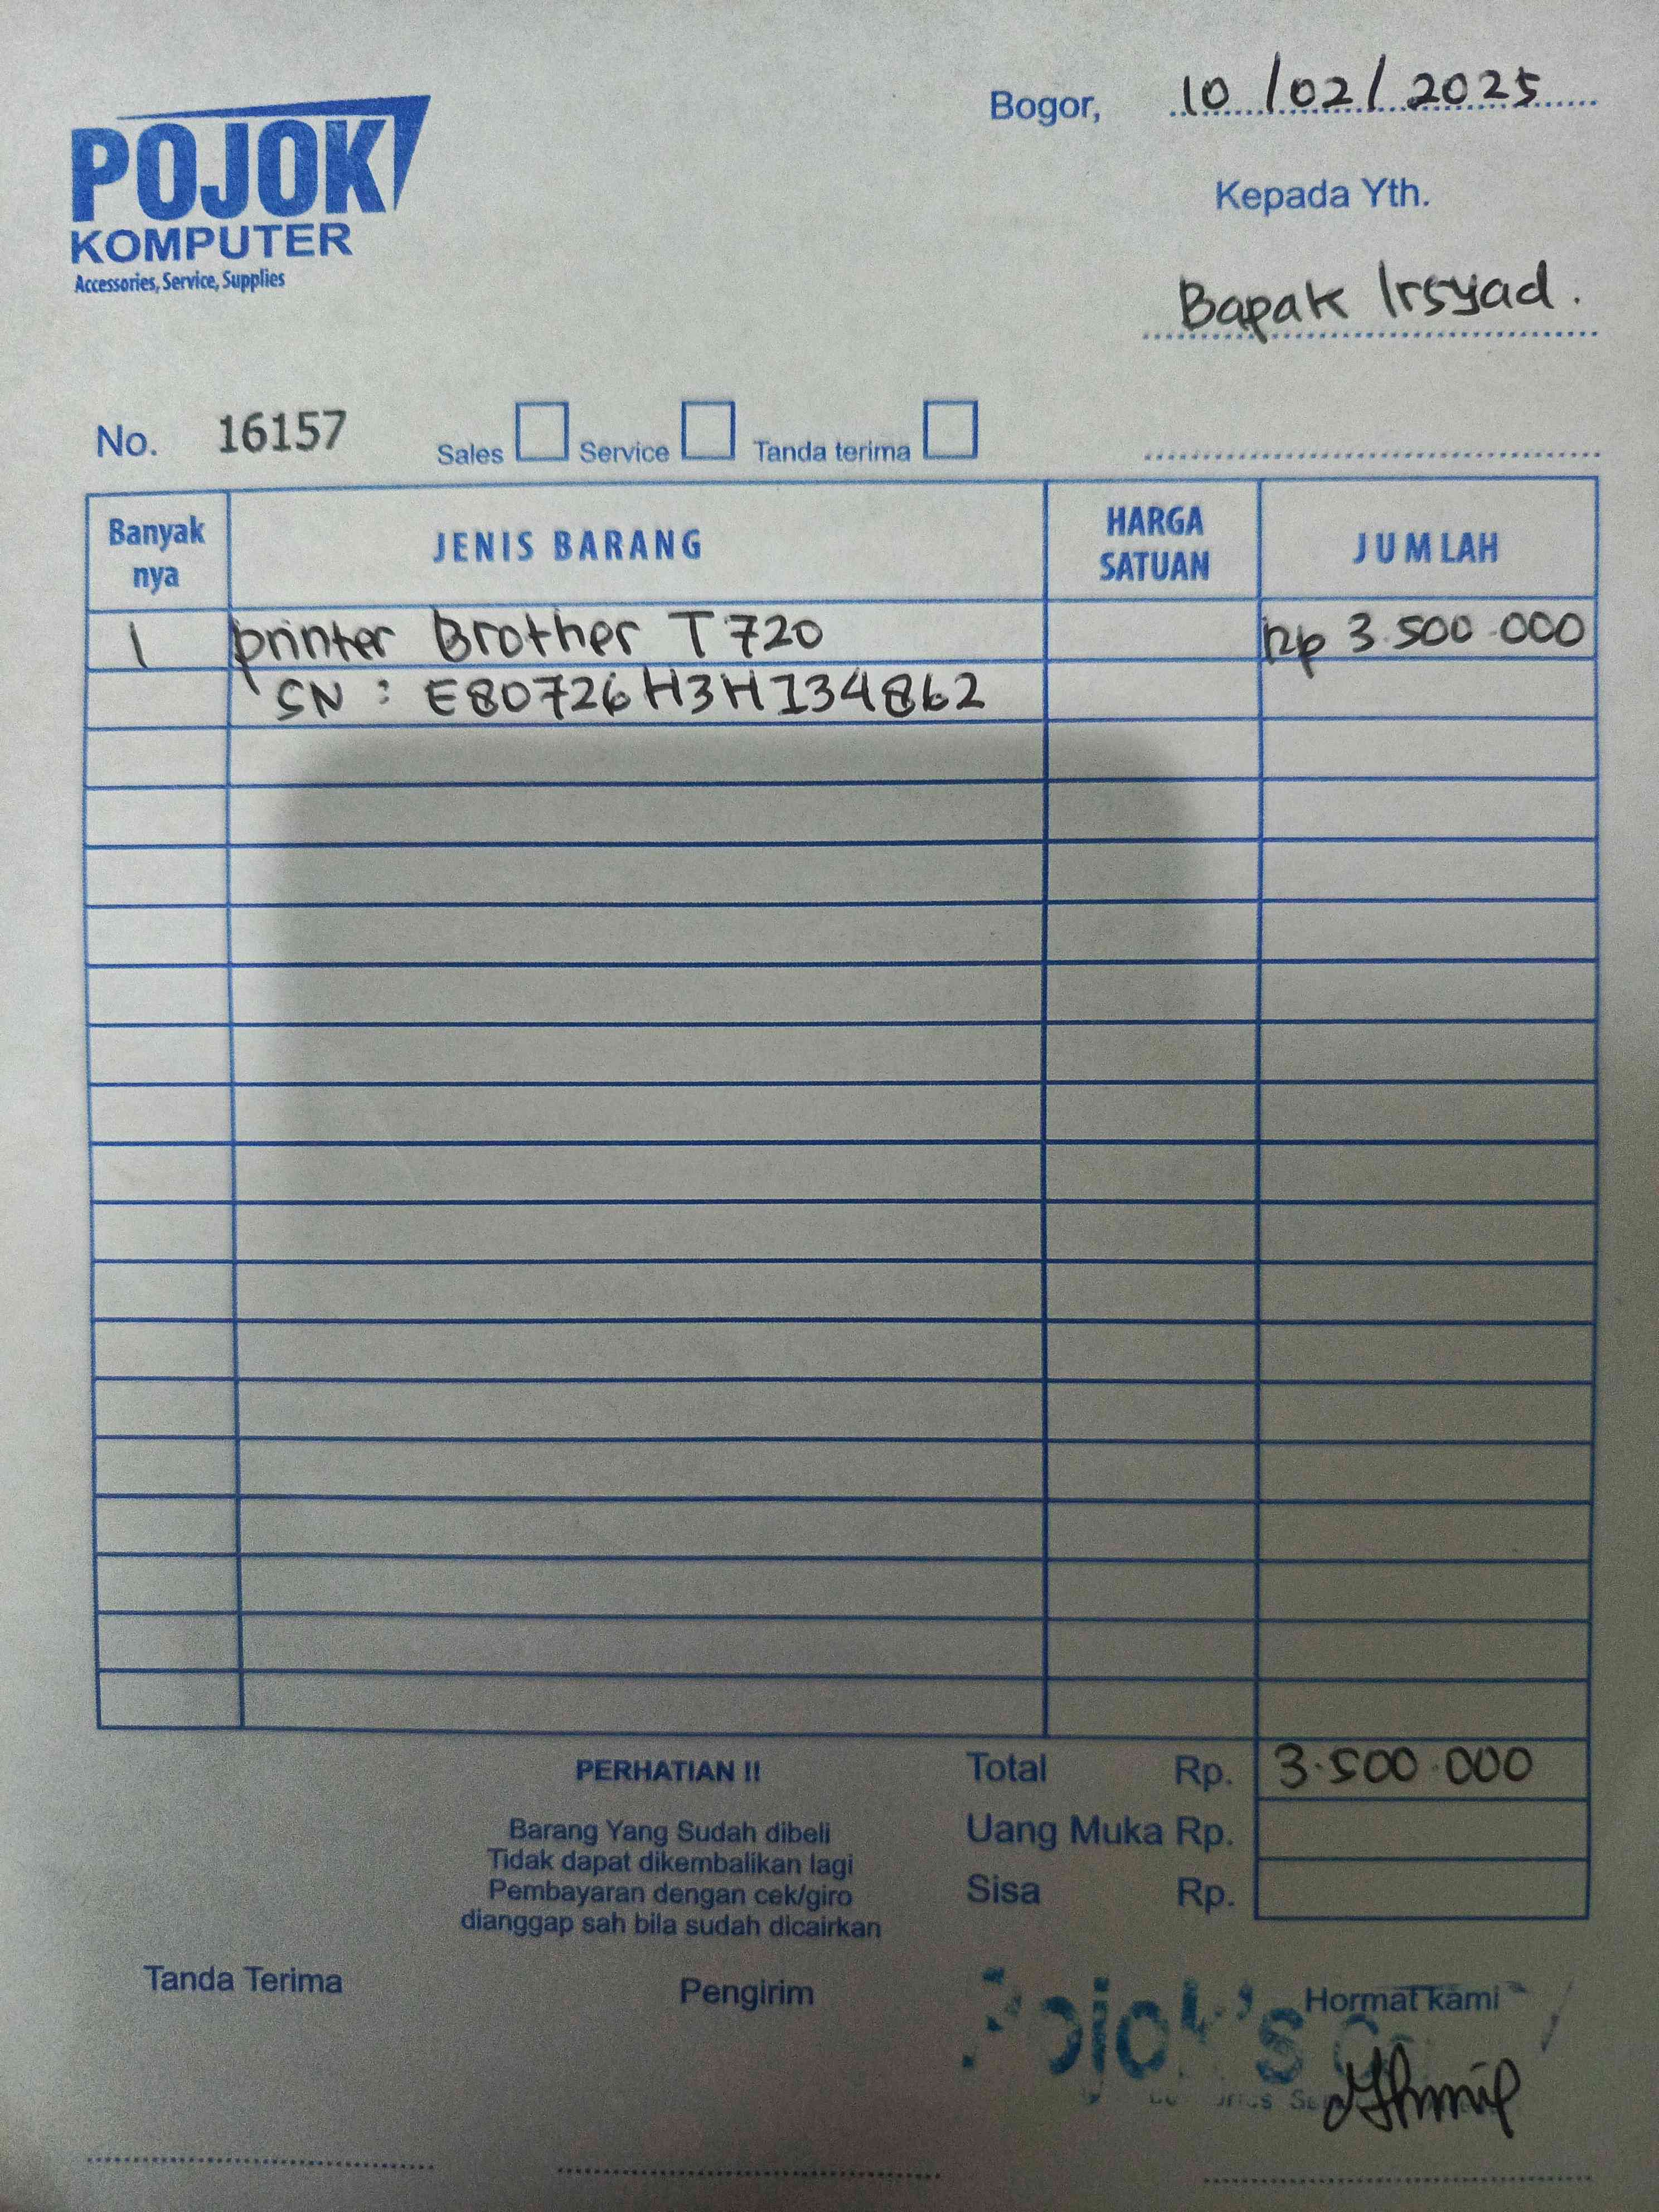 POJOK
KOMPUTER
Accessories, Service, Supplies
Bogor, 10/02/2025
Kepada Yth.
Bapak Irsyad.
No. 16157 Sales Service Tanda terima
Banyak nya JENIS BARANG HARGA SATUAN JUMLAH
1 printer Brother T720 Rp 3.500.000
SN : E80726H3H134862
PERHATIAN !! Total Rp. 3.500.000
Barang Yang Sudah dibeli Uang Muka Rp.
Tidak dapat dikembalikan lagi
Pembayaran dengan cek/giro Sisa Rp.
dianggap sah bila sudah dicairkan
Tanda Terima Pengirim Hormat kami
Pojok's